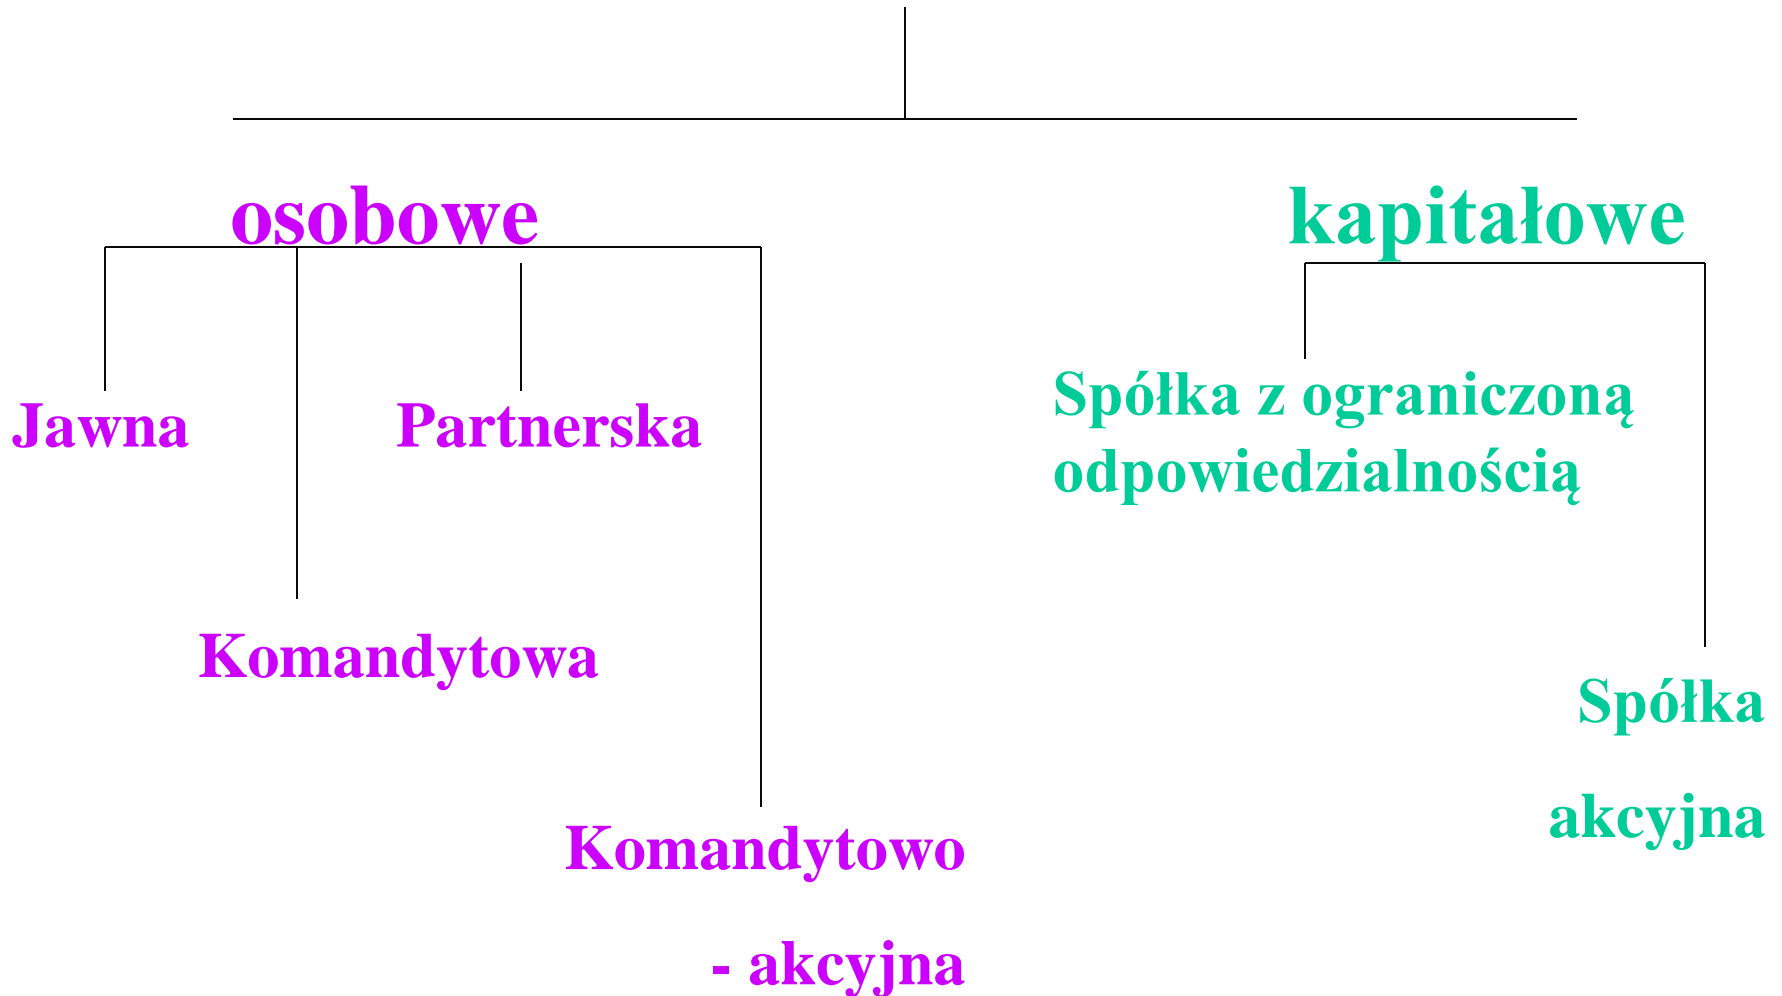 osobowe
kapitałowe
Jawna
Partnerska
Spółka z ograniczoną
odpowiedzialnością
Komandytowa
Spółka
akcyjna
Komandytowo
- akcyjna